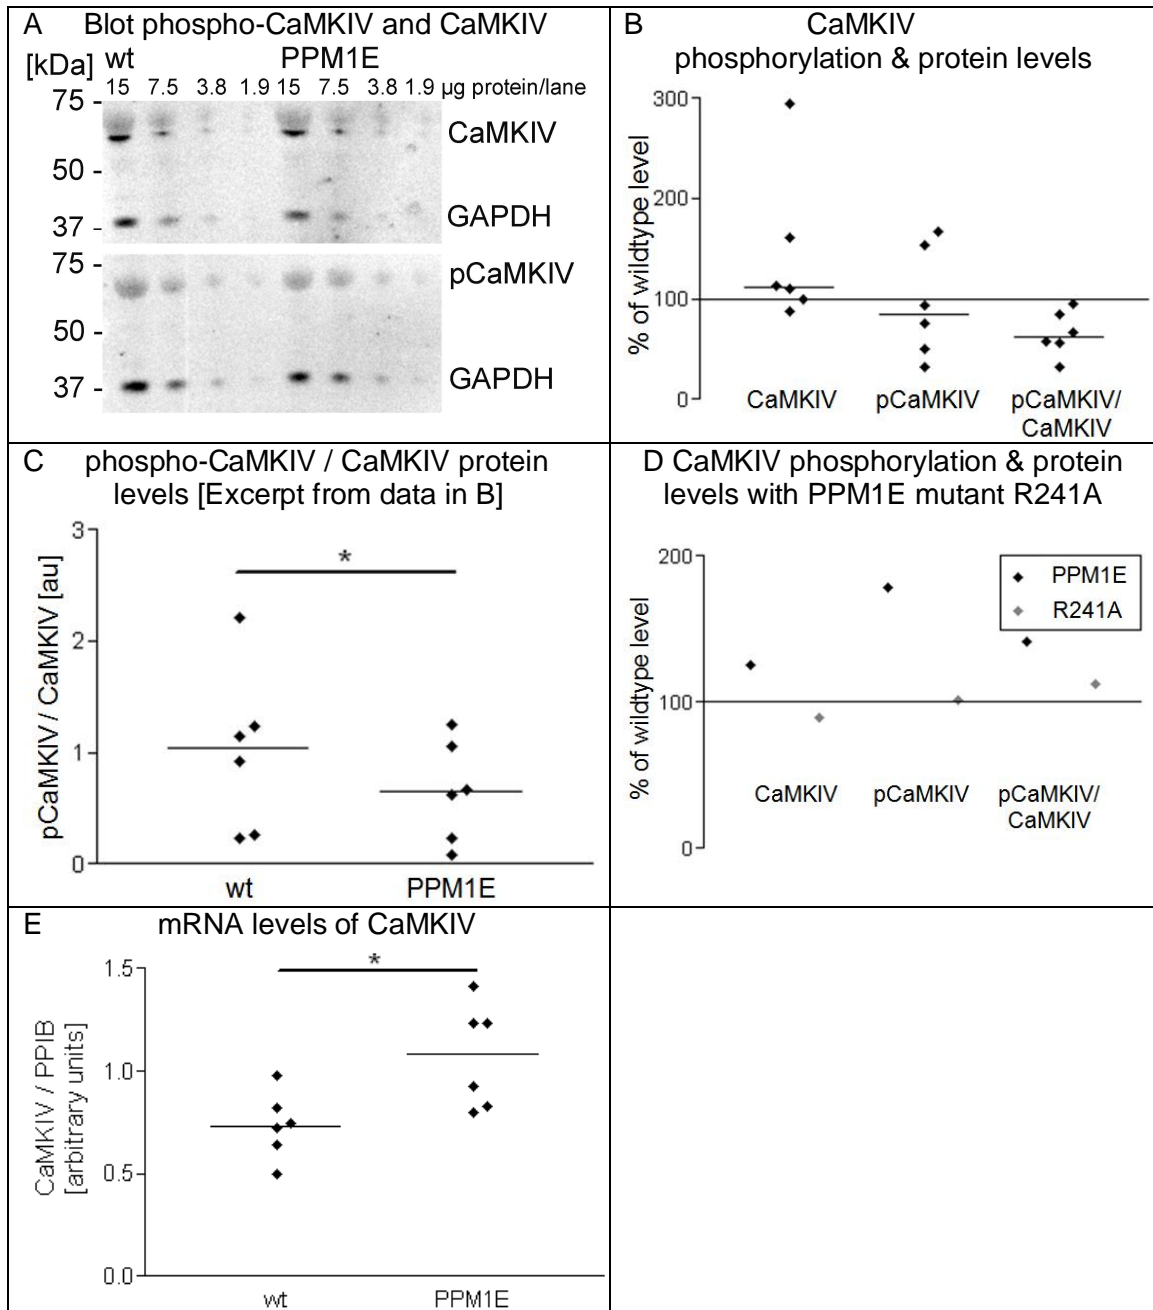 A Blot phospho-CaMKIV and CaMKIV
[kDa] wt PPM1E
15 7.5 3.8 1.9 15 7.5 3.8 1.9 µg protein/lane
75
CaMKIV
50
GAPDH
37
75
pCaMKIV
50
GAPDH
37
B CaMKIV
phosphorylation & protein levels
% of wildtype level
300
200
100
0
CaMKIV pCaMKIV pCaMKIV/
CaMKIV
C phospho-CaMKIV / CaMKIV protein
levels [Excerpt from data in B]
pCaMKIV / CaMKIV [au]
3
2
1
0
*
wt PPM1E
D CaMKIV phosphorylation & protein
levels with PPM1E mutant R241A
% of wildtype level
200
100
0
PPM1E
R241A
CaMKIV pCaMKIV pCaMKIV/
CaMKIV
E mRNA levels of CaMKIV
CaMKIV / PPIB
[arbitrary units]
1.5
1.0
0.5
0.0
*
wt PPM1E